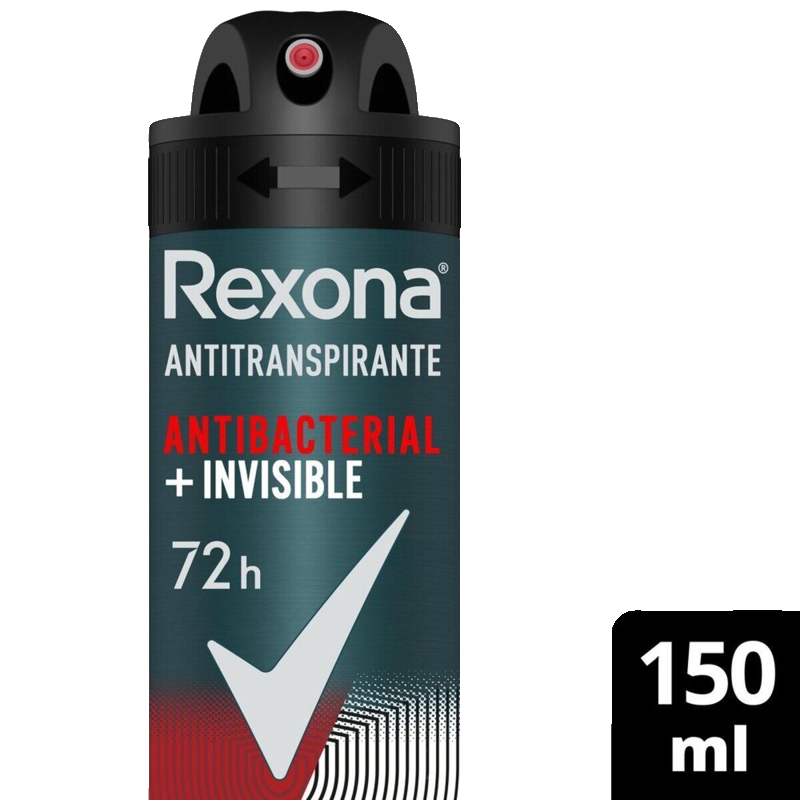 Rexona®
ANTITRANSPIRANTE
ANTIBACTERIAL
+ INVISIBLE
72h
150
ml